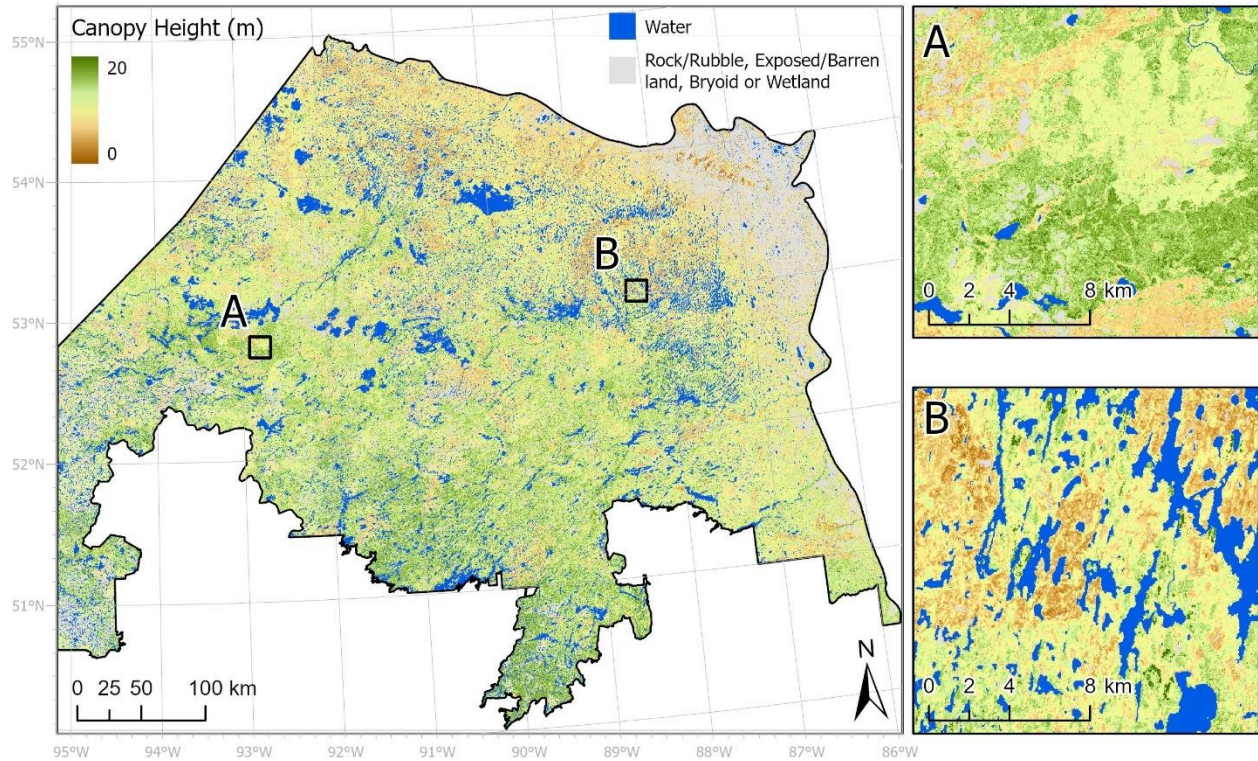 Canopy Height (m)
20
0
Water
Rock/Rubble, Exposed/Barren
land, Bryoid or Wetland
55°N
54°N
53°N
52°N
51°N
A
B
N
0 25 50 100 km
95°W 94°W 93°W 92°W 91°W 90°W 89°W 88°W 87°W 86°W
A
0 2 4 8 km
B
0 2 4 8 km